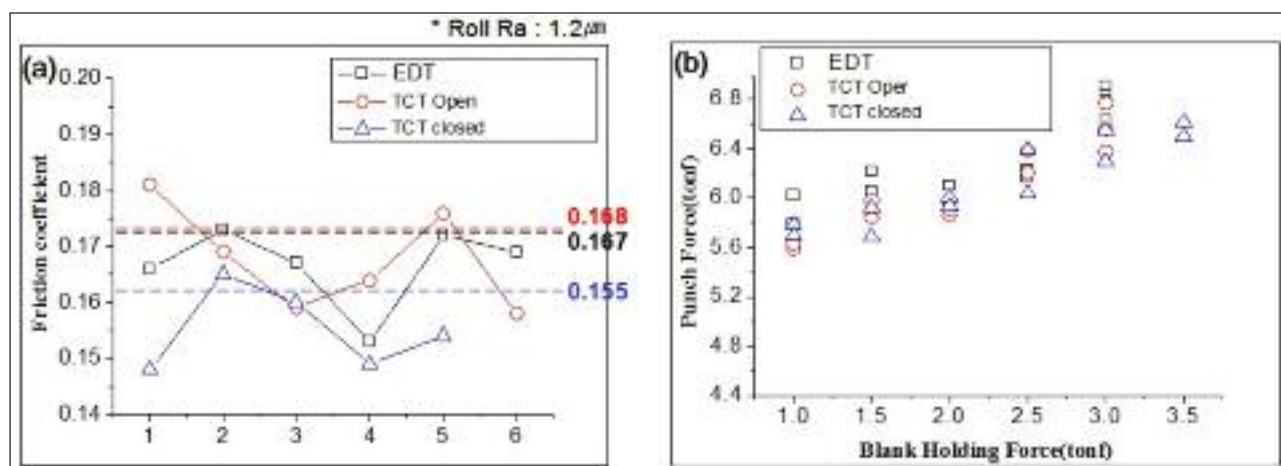 * Roll Ra : 1.2㎛
(a)
EDT
TCT Open
TCT closed
0.20
0.19
0.18
0.17
0.16
0.15
0.14
Friction coefficient
0.168
0.167
0.155
1 2 3 4 5 6
(b)
EDT
TCT Oper
TCT closed
6.8
6.4
6.0
5.6
5.2
4.8
4.4
Punch Force(tonf)
1.0 1.5 2.0 2.5 3.0 3.5
Blank Holding Force(tonf)